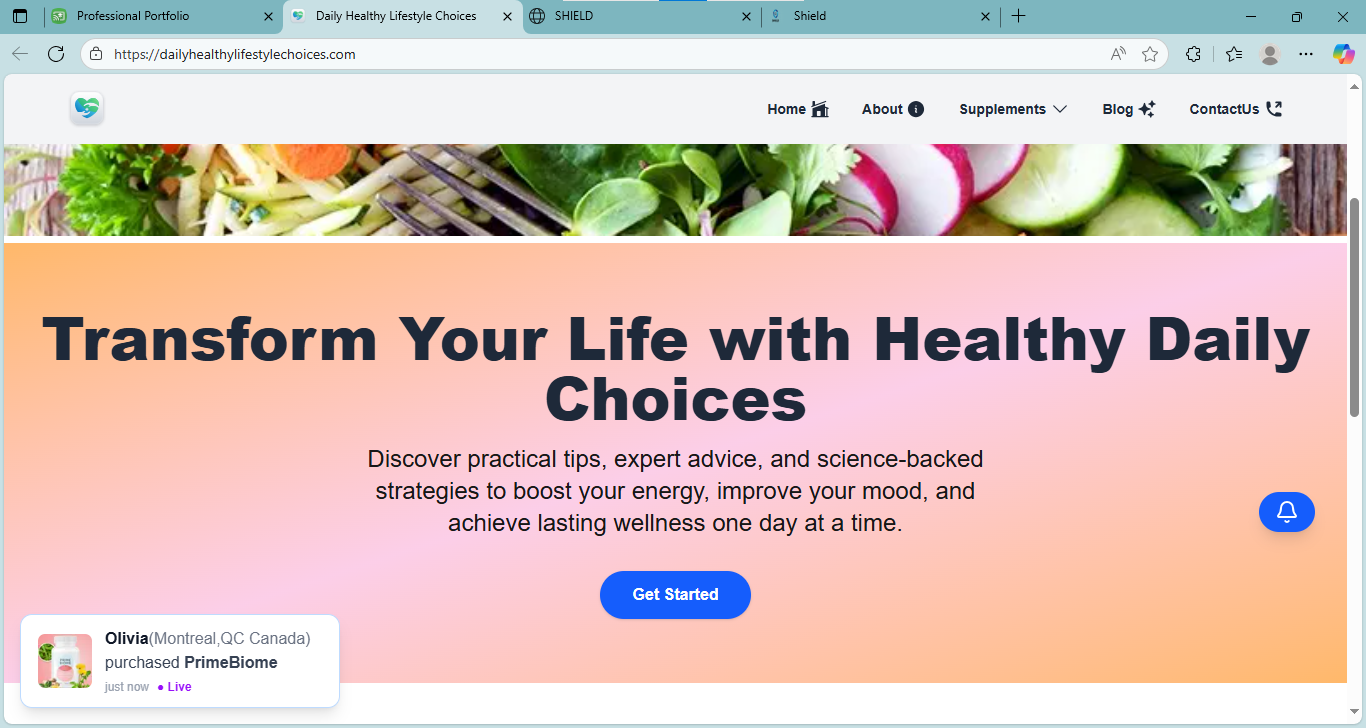 Professional Portfolio
Daily Healthy Lifestyle Choices
SHIELD
Shield
https://dailyhealthylifestylechoices.com
Home
About
Supplements
Blog
ContactUs
Transform Your Life with Healthy Daily
Choices
Discover practical tips, expert advice, and science-backed
strategies to boost your energy, improve your mood, and
achieve lasting wellness one day at a time.
Get Started
Olivia(Montreal,QC Canada)
purchased PrimeBiome
just now ● Live